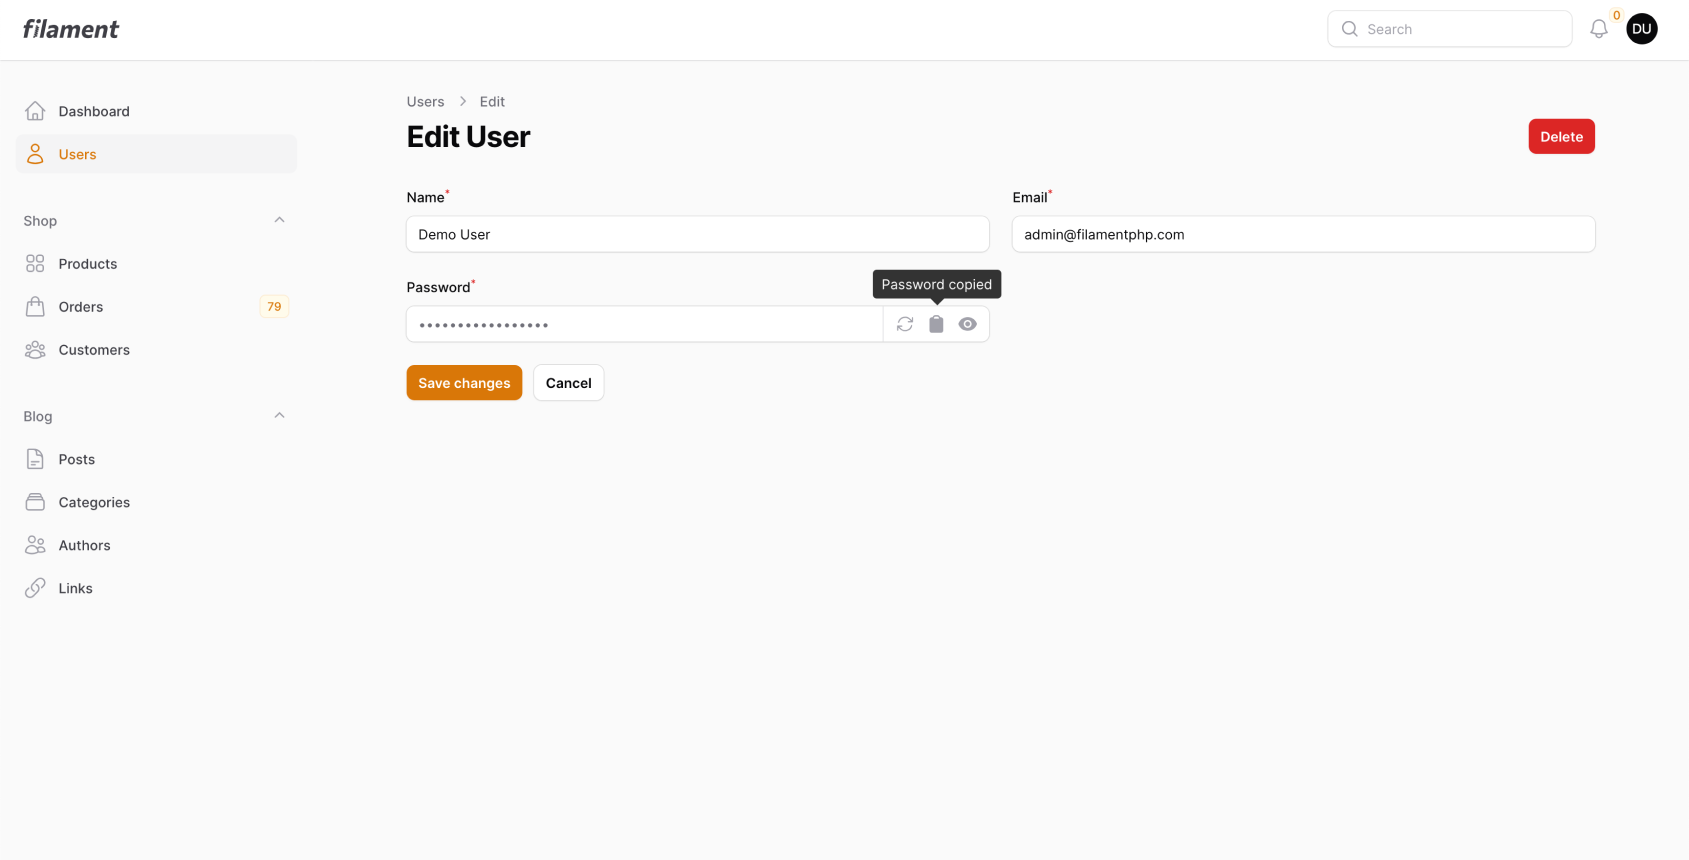 filament
Search
0
DU
Dashboard
Users
Shop
Products
Orders 79
Customers
Blog
Posts
Categories
Authors
Links
Users > Edit
Edit User
Delete
Name*
Demo User
Email*
admin@filamentphp.com
Password*
Password copied
•••••••••••••••••
Save changes
Cancel